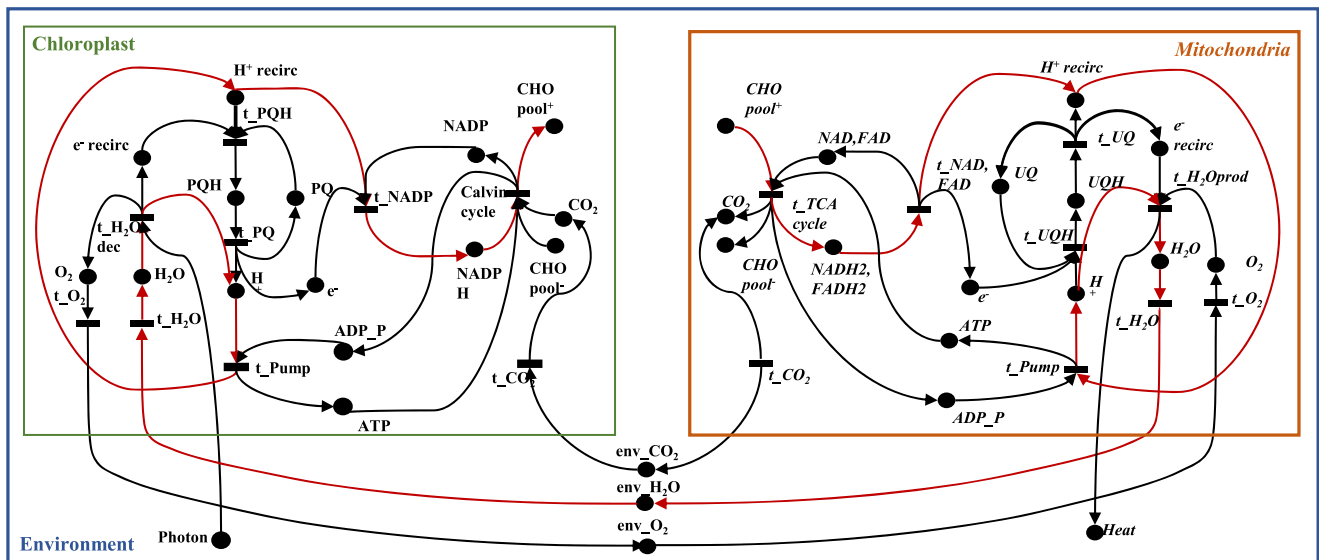 Chloroplast
H⁺ recirc
t_PQH
e⁻ recirc
PQH
PQ
t_PQ
t_H₂O
dec
O₂
t_O₂
H₂O
t_H₂O
H
+
e⁻
t_Pump
ADP_P
ATP
NADP
t_NADP
NADP
H
Calvin
cycle
CHO
pool⁺
CO₂
CHO
pool⁻
t_CO₂
Mitochondria
CHO
pool⁺
NAD,FAD
CO₂
t_TCA
cycle
CHO
pool⁻
NADH2,
FADH2
t_NAD,
FAD
H⁺ recirc
t_UQ
UQ
UQH
t_UQH
e⁻
recirc
t_H₂Oprod
H
+
e⁻
H₂O
t_H₂O
O₂
t_O₂
ATP
t_Pump
ADP_P
t_CO₂
env_CO₂
env_H₂O
env_O₂
Environment
Photon
Heat